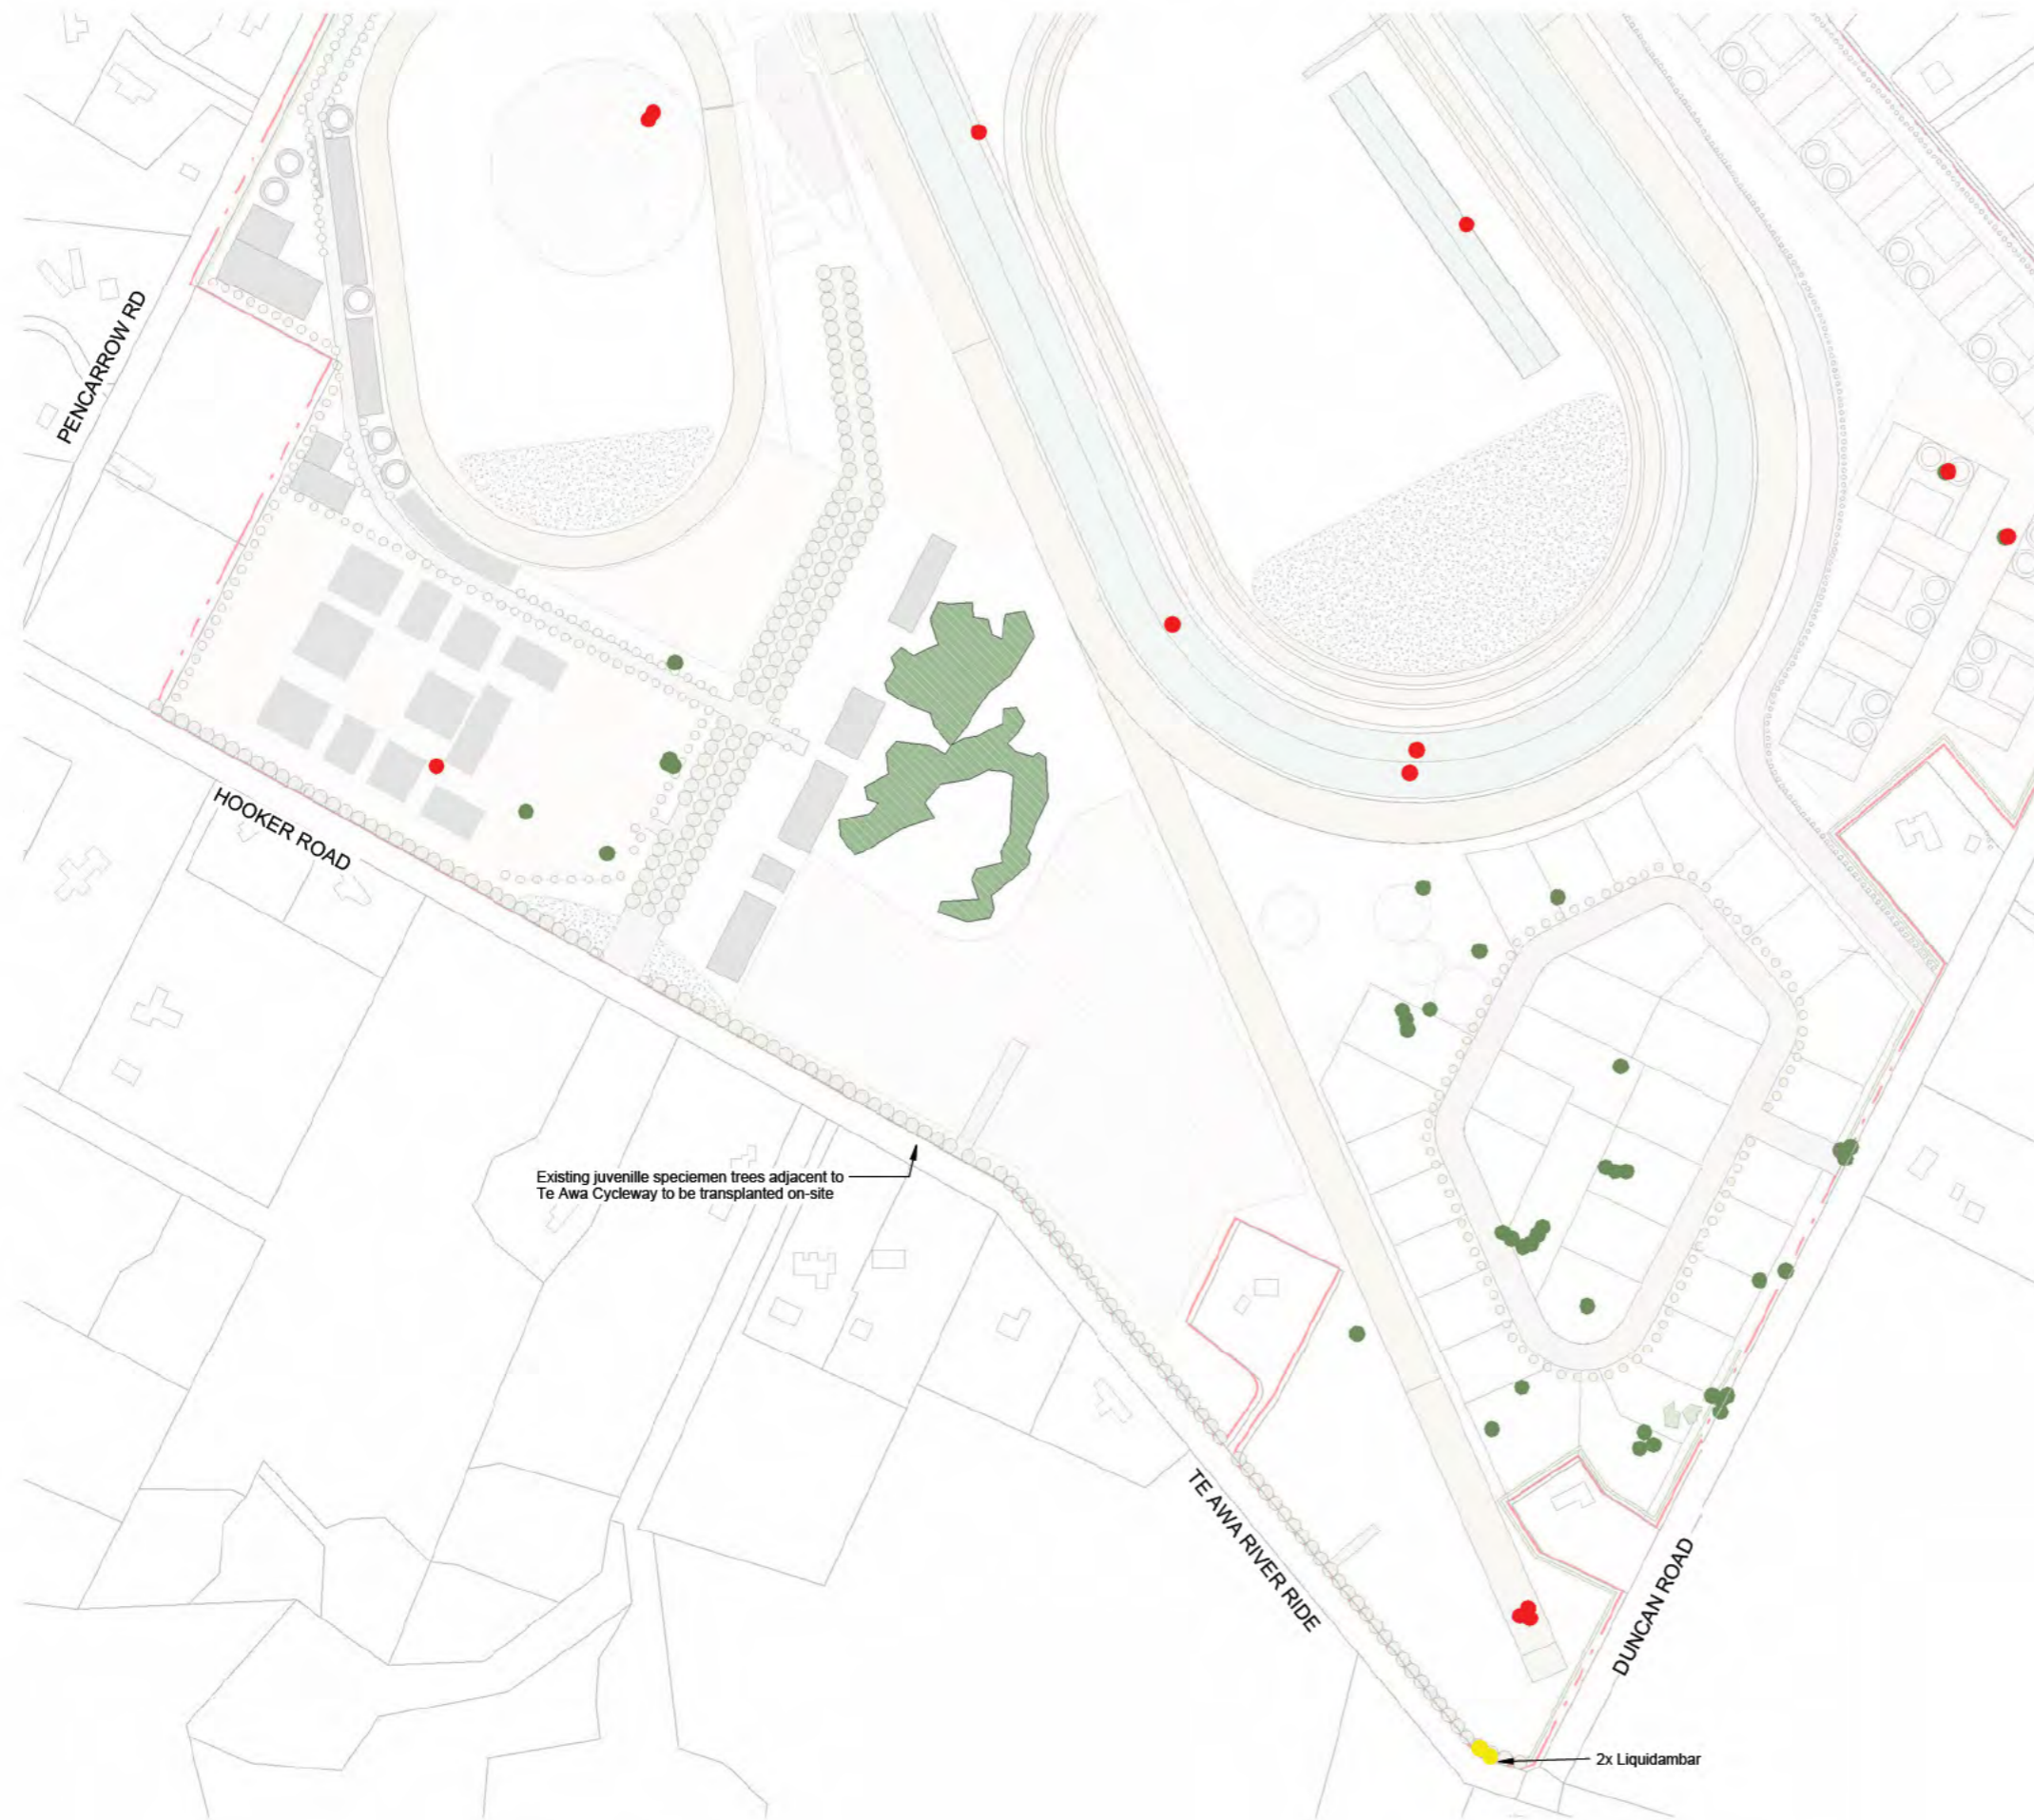 PENCARROW RD
HOOKER ROAD
Existing juvenille speciemen trees adjacent to
Te Awa Cycleway to be transplanted on-site
TE AWA RIVER RIDE
DUNCAN ROAD
2x Liquidambar